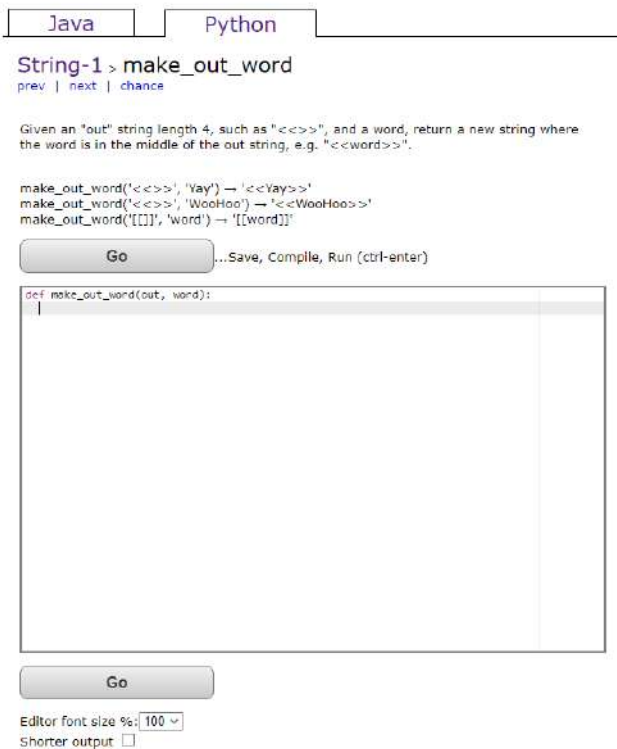 Java
Python
String-1 > make_out_word
prev | next | chance
Given an "out" string length 4, such as "<<>>", and a word, return a new string where
the word is in the middle of the out string, e.g. "<<word>>".
make_out_word('<<>>', 'Yay') → '<<Yay>>'
make_out_word('<<>>', 'WooHoo') → '<<WooHoo>>'
make_out_word('[[]]', 'word') → '[[word]]'
Go ...Save, Compile, Run (ctrl-enter)
def make_out_word(out, word):
Go
Editor font size %: 100
Shorter output